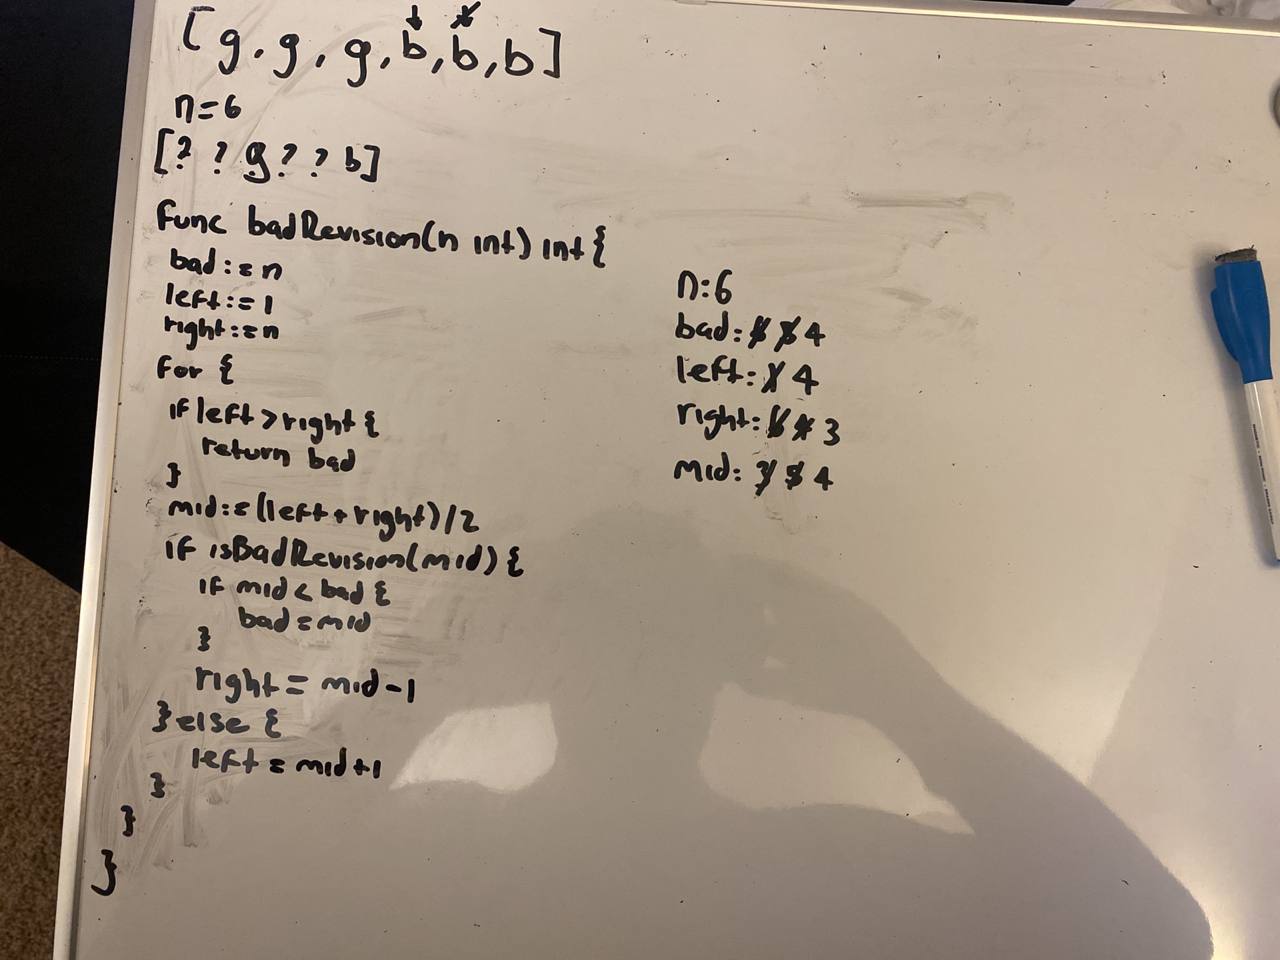 [g, g, g, b, b, b]
n=6
[? ? g ? ? b]
func badRevision(n int) int {
bad:=n
left:=1
right:=n
for {
if left > right {
return bad
}
mid:=(left+right)/2
if isBadRevision(mid) {
if mid < bad {
bad=mid
}
right = mid-1
} else {
left = mid+1
}
}
}
n:6
bad: 6 5 4
left: 1 4
right: 6 4 3
mid: 3 5 4